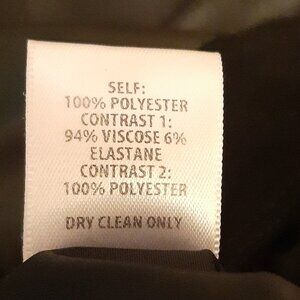 SELF:
100% POLYESTER
CONTRAST 1:
94% VISCOSE 6%
ELASTANE
CONTRAST 2:
100% POLYESTER
DRY CLEAN ONLY